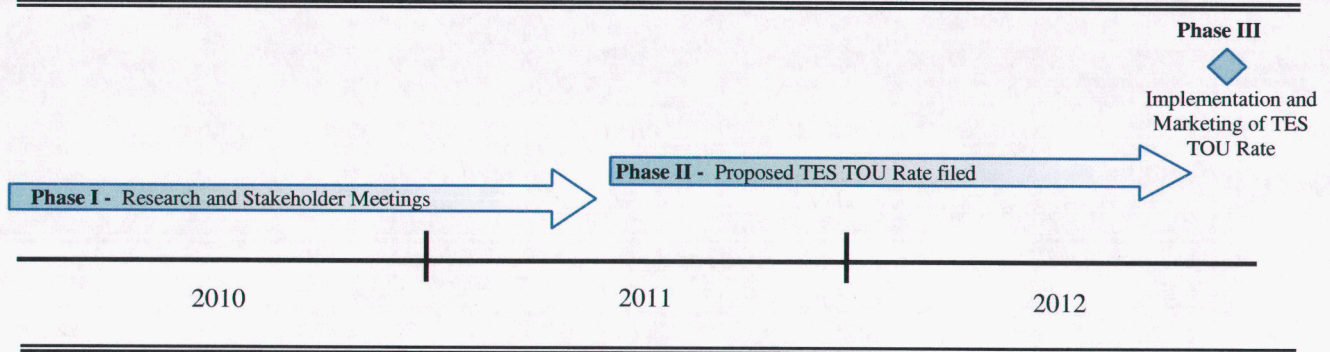 Phase III
Implementation and
Marketing of TES
TOU Rate
Phase II - Proposed TES TOU Rate filed
Phase I - Research and Stakeholder Meetings
2010 2011 2012